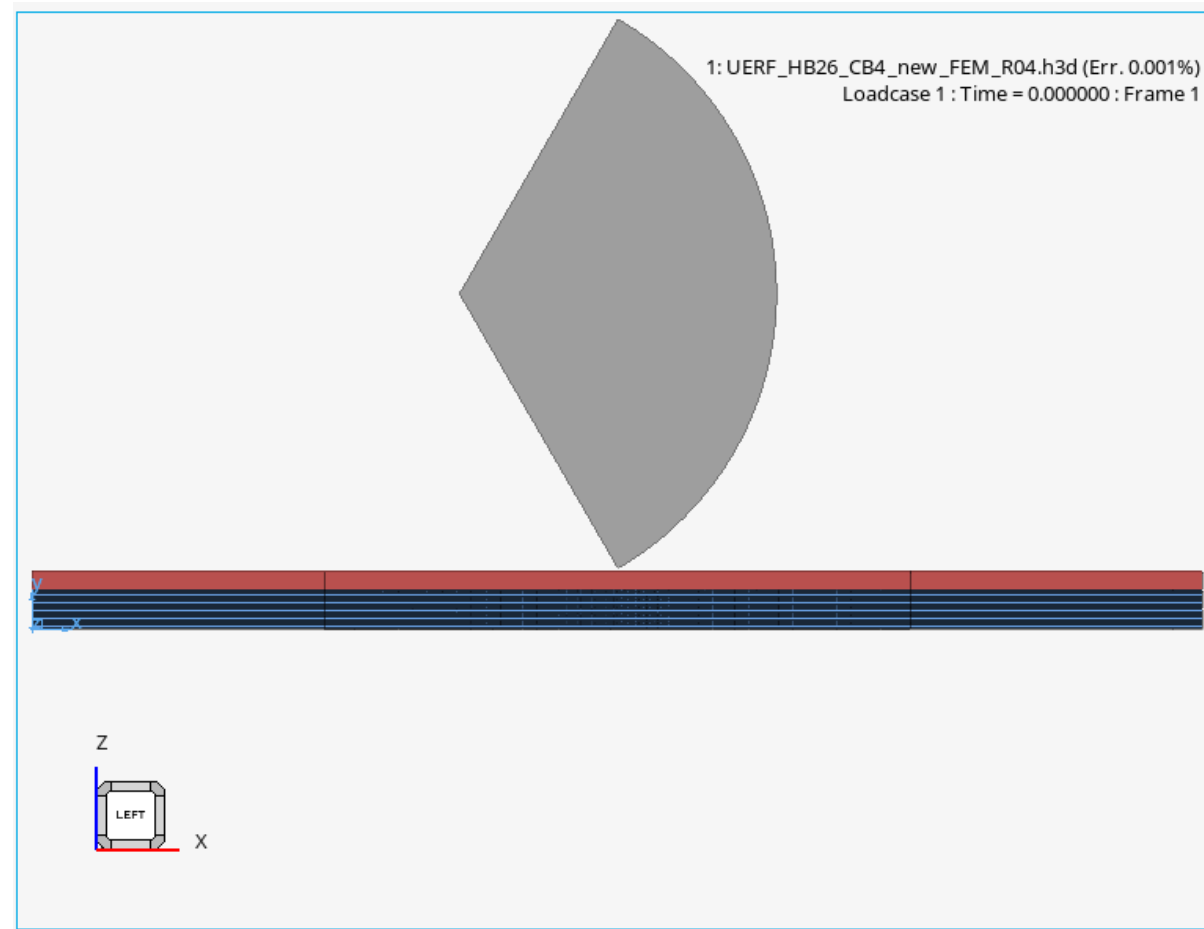 1: UERF_HB26_CB4_new_FEM_R04.h3d (Err. 0.001%)
Loadcase 1 : Time = 0.000000 : Frame 1
y
x
Z
LEFT
X